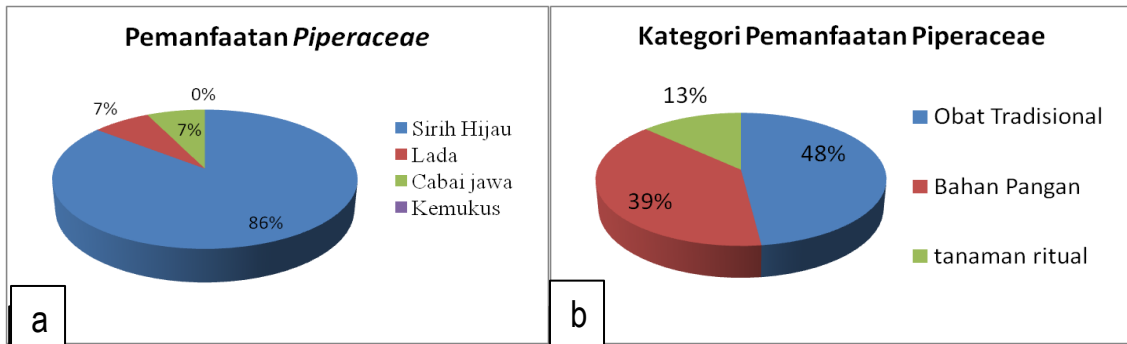 Pemanfaatan Piperaceae
0%
7%
7%
86%
Sirih Hijau
Lada
Cabai jawa
Kemukus
a
Kategori Pemanfaatan Piperaceae
13%
48%
39%
Obat Tradisional
Bahan Pangan
tanaman ritual
b